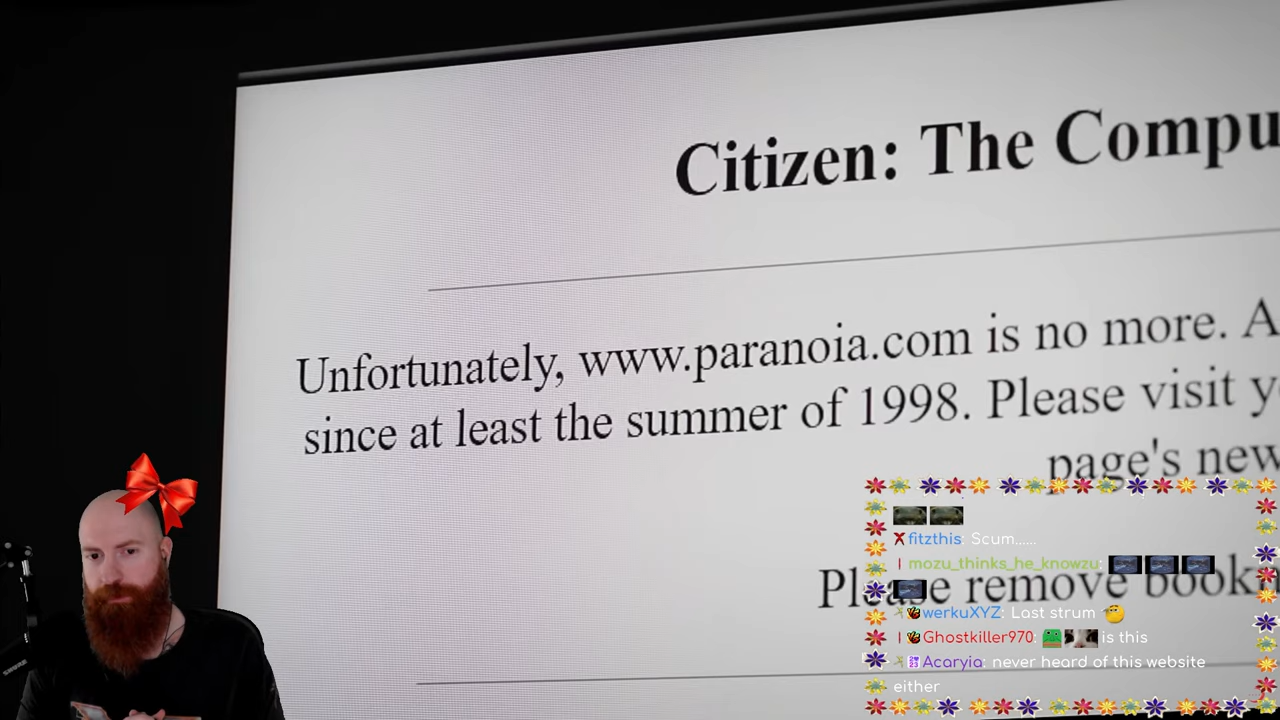 Citizen: The Compu
Unfortunately, www.paranoia.com is no more. A
since at least the summer of 1998. Please visit y
page's new
Please remove bookm
fitzthis: Scum......
mozu_thinks_he_knowzu:
werkuXYZ: Last strum
Ghostkiller970: is this
Acaryia: never heard of this website
either